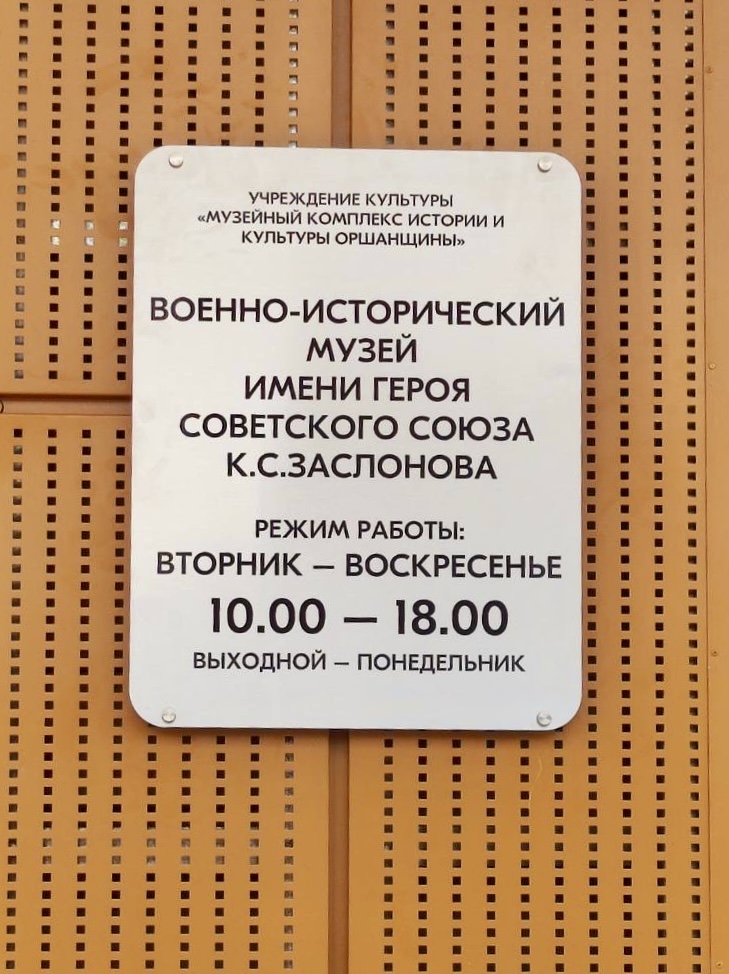 УЧРЕЖДЕНИЕ КУЛЬТУРЫ
«МУЗЕЙНЫЙ КОМПЛЕКС ИСТОРИИ И
КУЛЬТУРЫ ОРШАНЩИНЫ»
ВОЕННО-ИСТОРИЧЕСКИЙ
МУЗЕЙ
ИМЕНИ ГЕРОЯ
СОВЕТСКОГО СОЮЗА
К.С.ЗАСЛОНОВА
РЕЖИМ РАБОТЫ:
ВТОРНИК – ВОСКРЕСЕНЬЕ
10.00 – 18.00
ВЫХОДНОЙ – ПОНЕДЕЛЬНИК